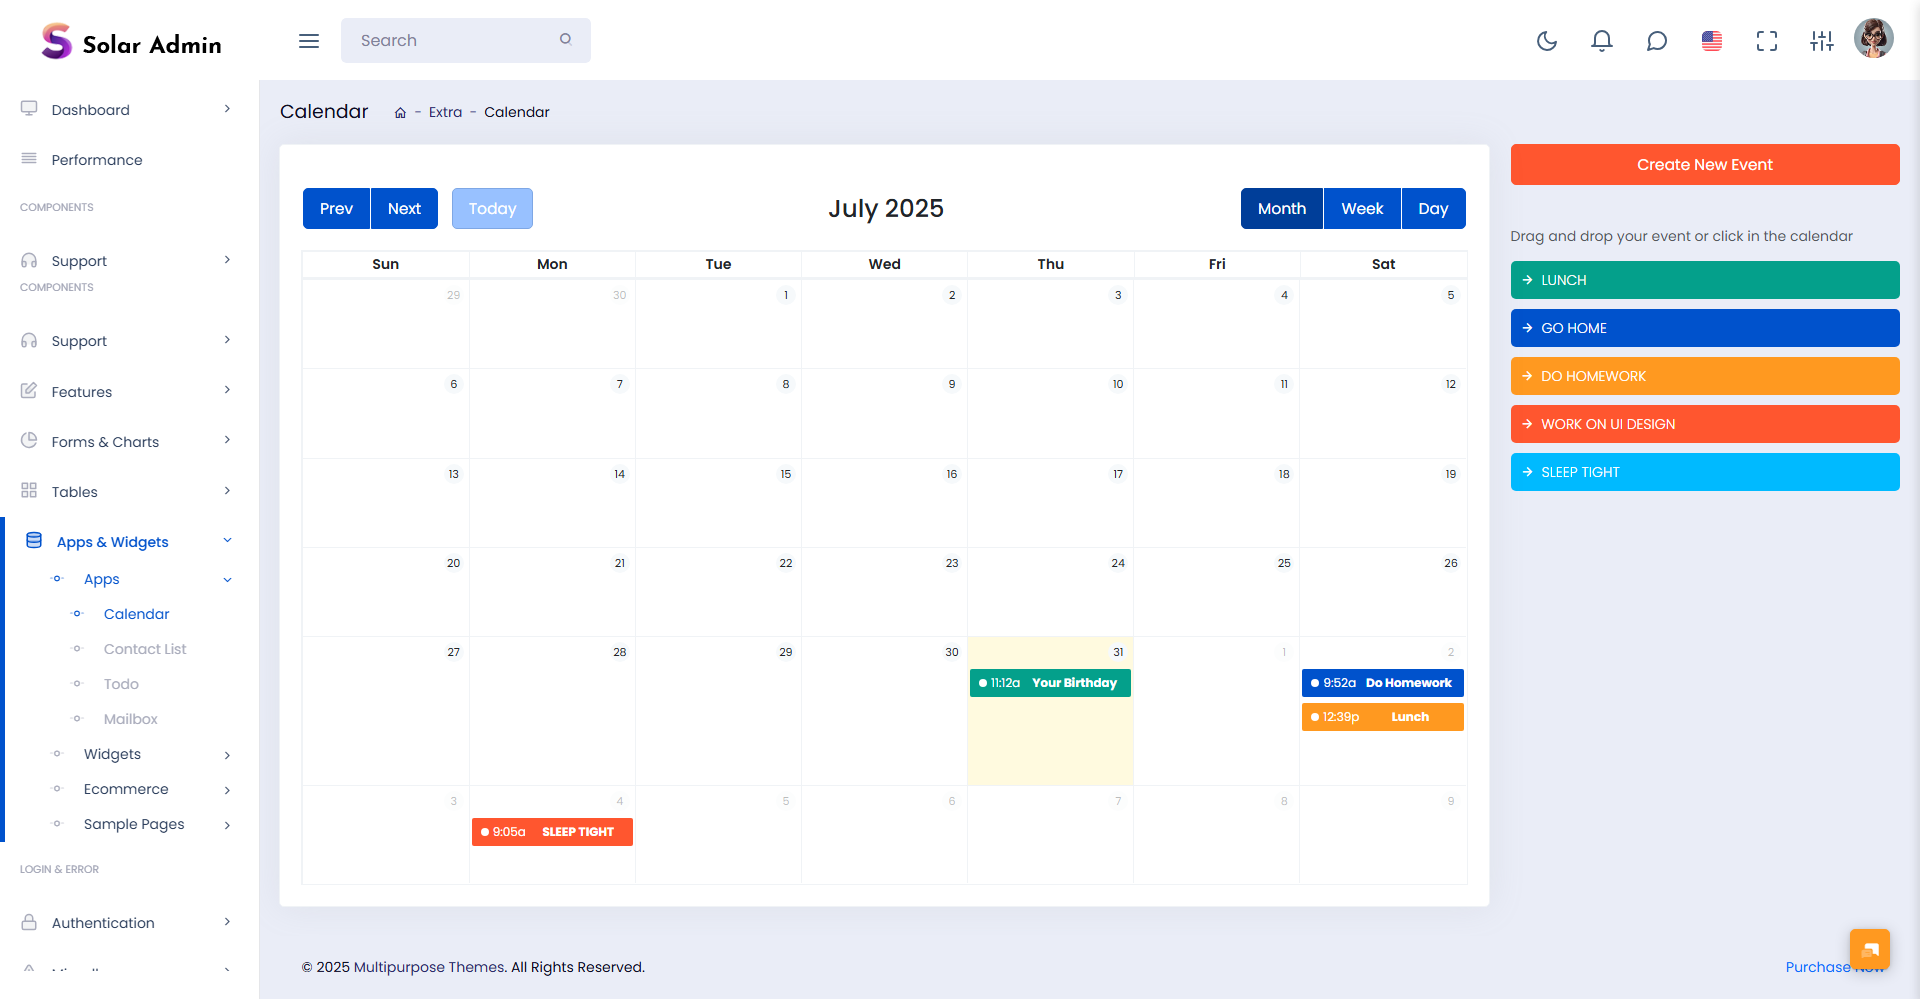 Solar Admin
Search
Dashboard
Performance
COMPONENTS
Support
COMPONENTS
Support
Features
Forms & Charts
Tables
Apps & Widgets
Apps
Calendar
Contact List
Todo
Mailbox
Widgets
Ecommerce
Sample Pages
LOGIN & ERROR
Authentication
Calendar - Extra - Calendar
Prev Next Today
July 2025
Month Week Day
Sun Mon Tue Wed Thu Fri Sat
29 30 1 2 3 4 5
6 7 8 9 10 11 12
13 14 15 16 17 18 19
20 21 22 23 24 25 26
27 28 29 30 31 1 2
11:12a Your Birthday 9:52a Do Homework
12:39p Lunch
3 4 5 6 7 8 9
9:05a SLEEP TIGHT
Create New Event
Drag and drop your event or click in the calendar
LUNCH
GO HOME
DO HOMEWORK
WORK ON UI DESIGN
SLEEP TIGHT
© 2025 Multipurpose Themes. All Rights Reserved.
Purchase Now